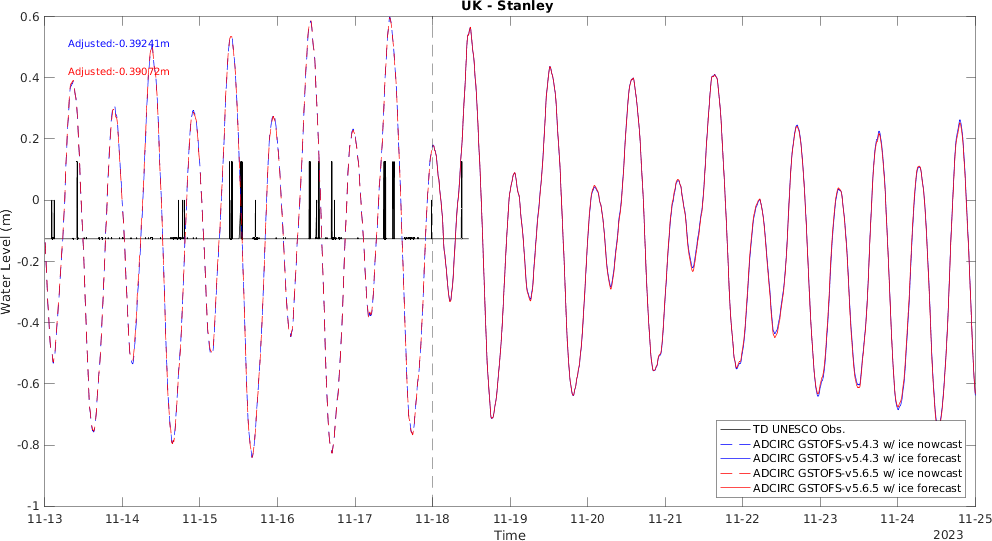 UK - Stanley
Adjusted:-0.39241m
Adjusted:-0.39072m
Water Level (m)
0.6
0.4
0.2
0
-0.2
-0.4
-0.6
-0.8
-1
TD UNESCO Obs.
ADCIRC GSTOFS-v5.4.3 w/ ice nowcast
ADCIRC GSTOFS-v5.4.3 w/ ice forecast
ADCIRC GSTOFS-v5.6.5 w/ ice nowcast
ADCIRC GSTOFS-v5.6.5 w/ ice forecast
11-13 11-14 11-15 11-16 11-17 11-18 11-19 11-20 11-21 11-22 11-23 11-24 11-25
Time
2023